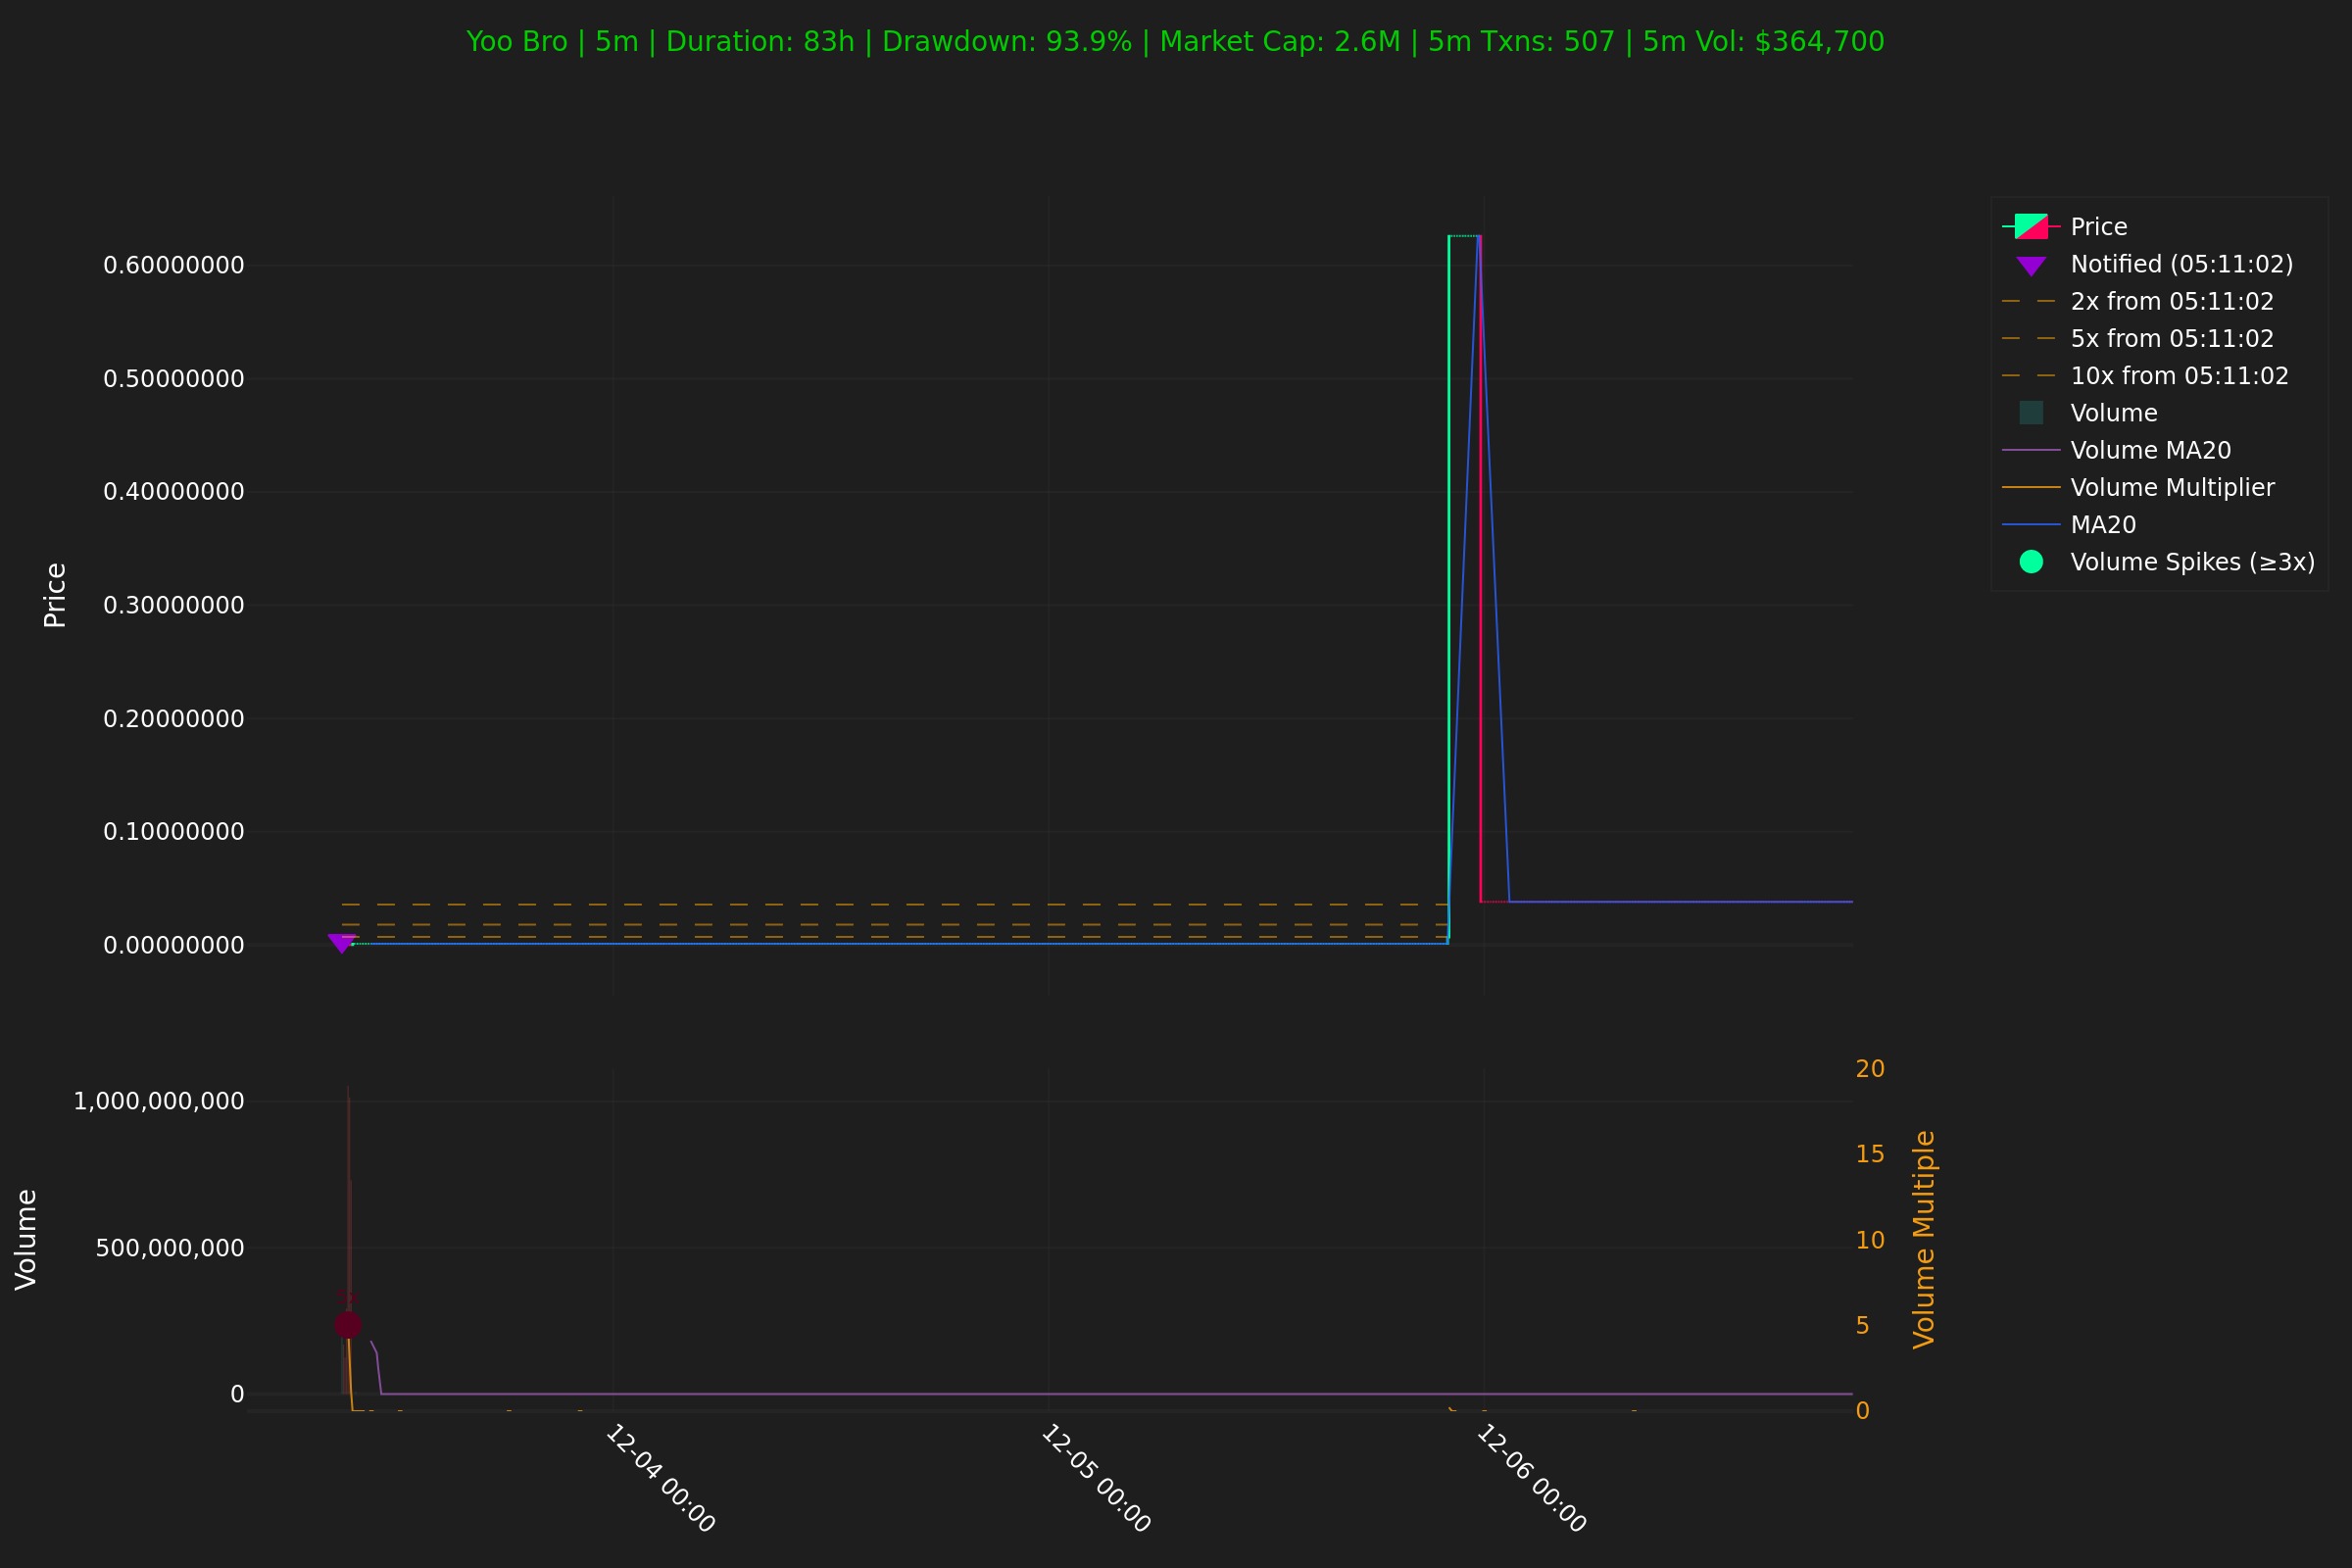 Yoo Bro | 5m | Duration: 83h | Drawdown: 93.9% | Market Cap: 2.6M | 5m Txns: 507 | 5m Vol: $364,700
Price
0.60000000
0.50000000
0.40000000
0.30000000
0.20000000
0.10000000
0.00000000
Price
Notified (05:11:02)
2x from 05:11:02
5x from 05:11:02
10x from 05:11:02
Volume
Volume MA20
Volume Multiplier
MA20
Volume Spikes (≥3x)
Volume
1,000,000,000
500,000,000
0
20
15
10
5
0
Volume Multiple
12-04 00:00
12-05 00:00
12-06 00:00